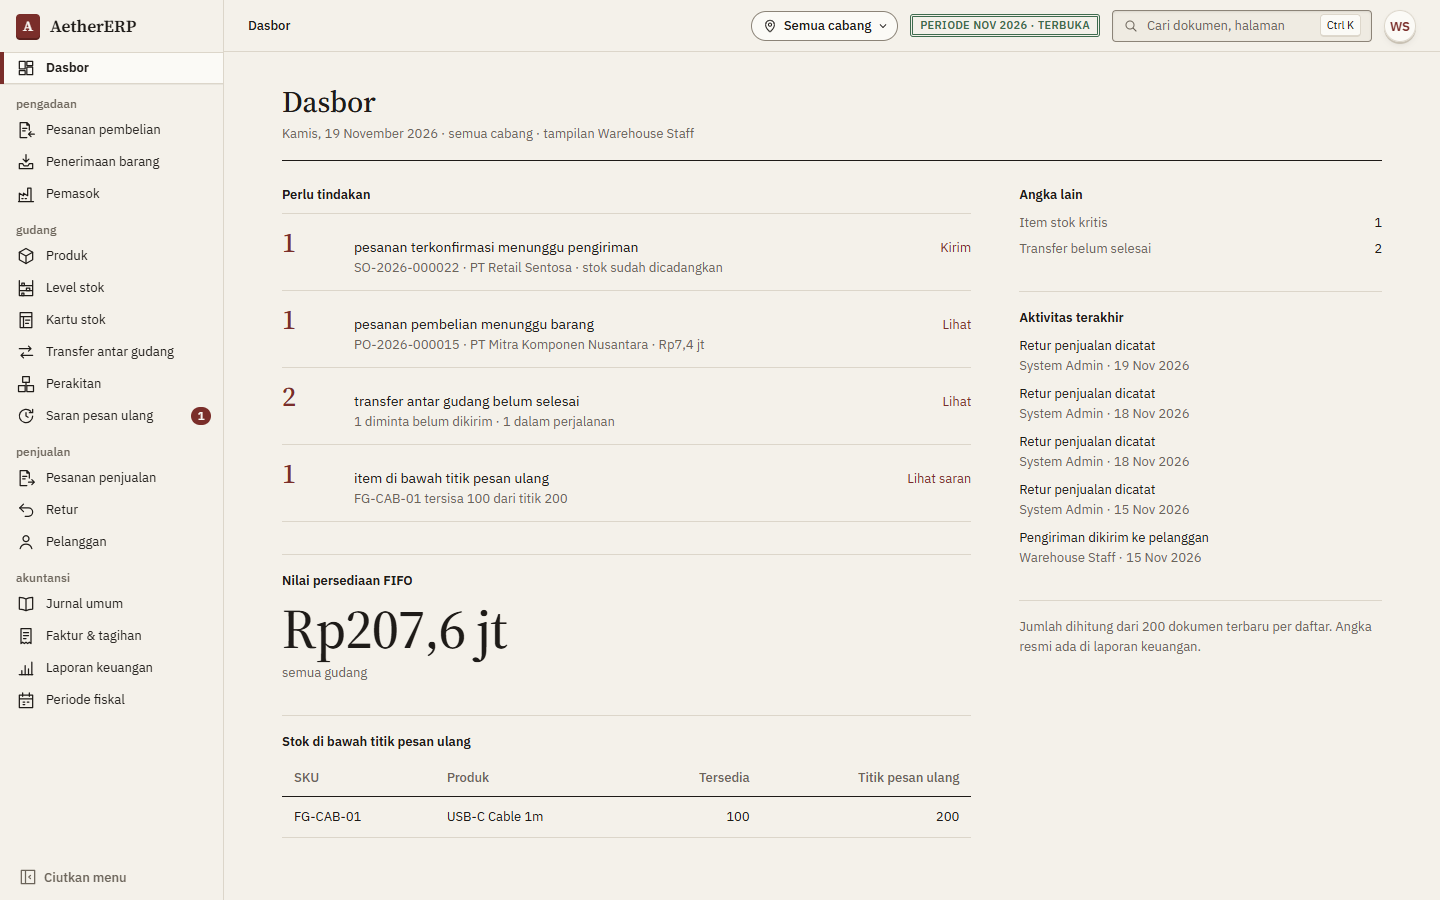 A AetherERP
Dasbor
pengadaan
Pesanan pembelian
Penerimaan barang
Pemasok
gudang
Produk
Level stok
Kartu stok
Transfer antar gudang
Perakitan
Saran pesan ulang 1
penjualan
Pesanan penjualan
Retur
Pelanggan
akuntansi
Jurnal umum
Faktur & tagihan
Laporan keuangan
Periode fiskal
Ciutkan menu
Dasbor
Semua cabang
PERIODE NOV 2026 · TERBUKA
Cari dokumen, halaman Ctrl K
WS
Dasbor
Kamis, 19 November 2026 · semua cabang · tampilan Warehouse Staff
Perlu tindakan
1 pesanan terkonfirmasi menunggu pengiriman Kirim
SO-2026-000022 · PT Retail Sentosa · stok sudah dicadangkan
1 pesanan pembelian menunggu barang Lihat
PO-2026-000015 · PT Mitra Komponen Nusantara · Rp7,4 jt
2 transfer antar gudang belum selesai Lihat
1 diminta belum dikirim · 1 dalam perjalanan
1 item di bawah titik pesan ulang Lihat saran
FG-CAB-01 tersisa 100 dari titik 200
Nilai persediaan FIFO
Rp207,6 jt
semua gudang
Stok di bawah titik pesan ulang
SKU Produk Tersedia Titik pesan ulang
FG-CAB-01 USB-C Cable 1m 100 200
Angka lain
Item stok kritis 1
Transfer belum selesai 2
Aktivitas terakhir
Retur penjualan dicatat
System Admin · 19 Nov 2026
Retur penjualan dicatat
System Admin · 18 Nov 2026
Retur penjualan dicatat
System Admin · 18 Nov 2026
Retur penjualan dicatat
System Admin · 15 Nov 2026
Pengiriman dikirim ke pelanggan
Warehouse Staff · 15 Nov 2026
Jumlah dihitung dari 200 dokumen terbaru per daftar. Angka
resmi ada di laporan keuangan.